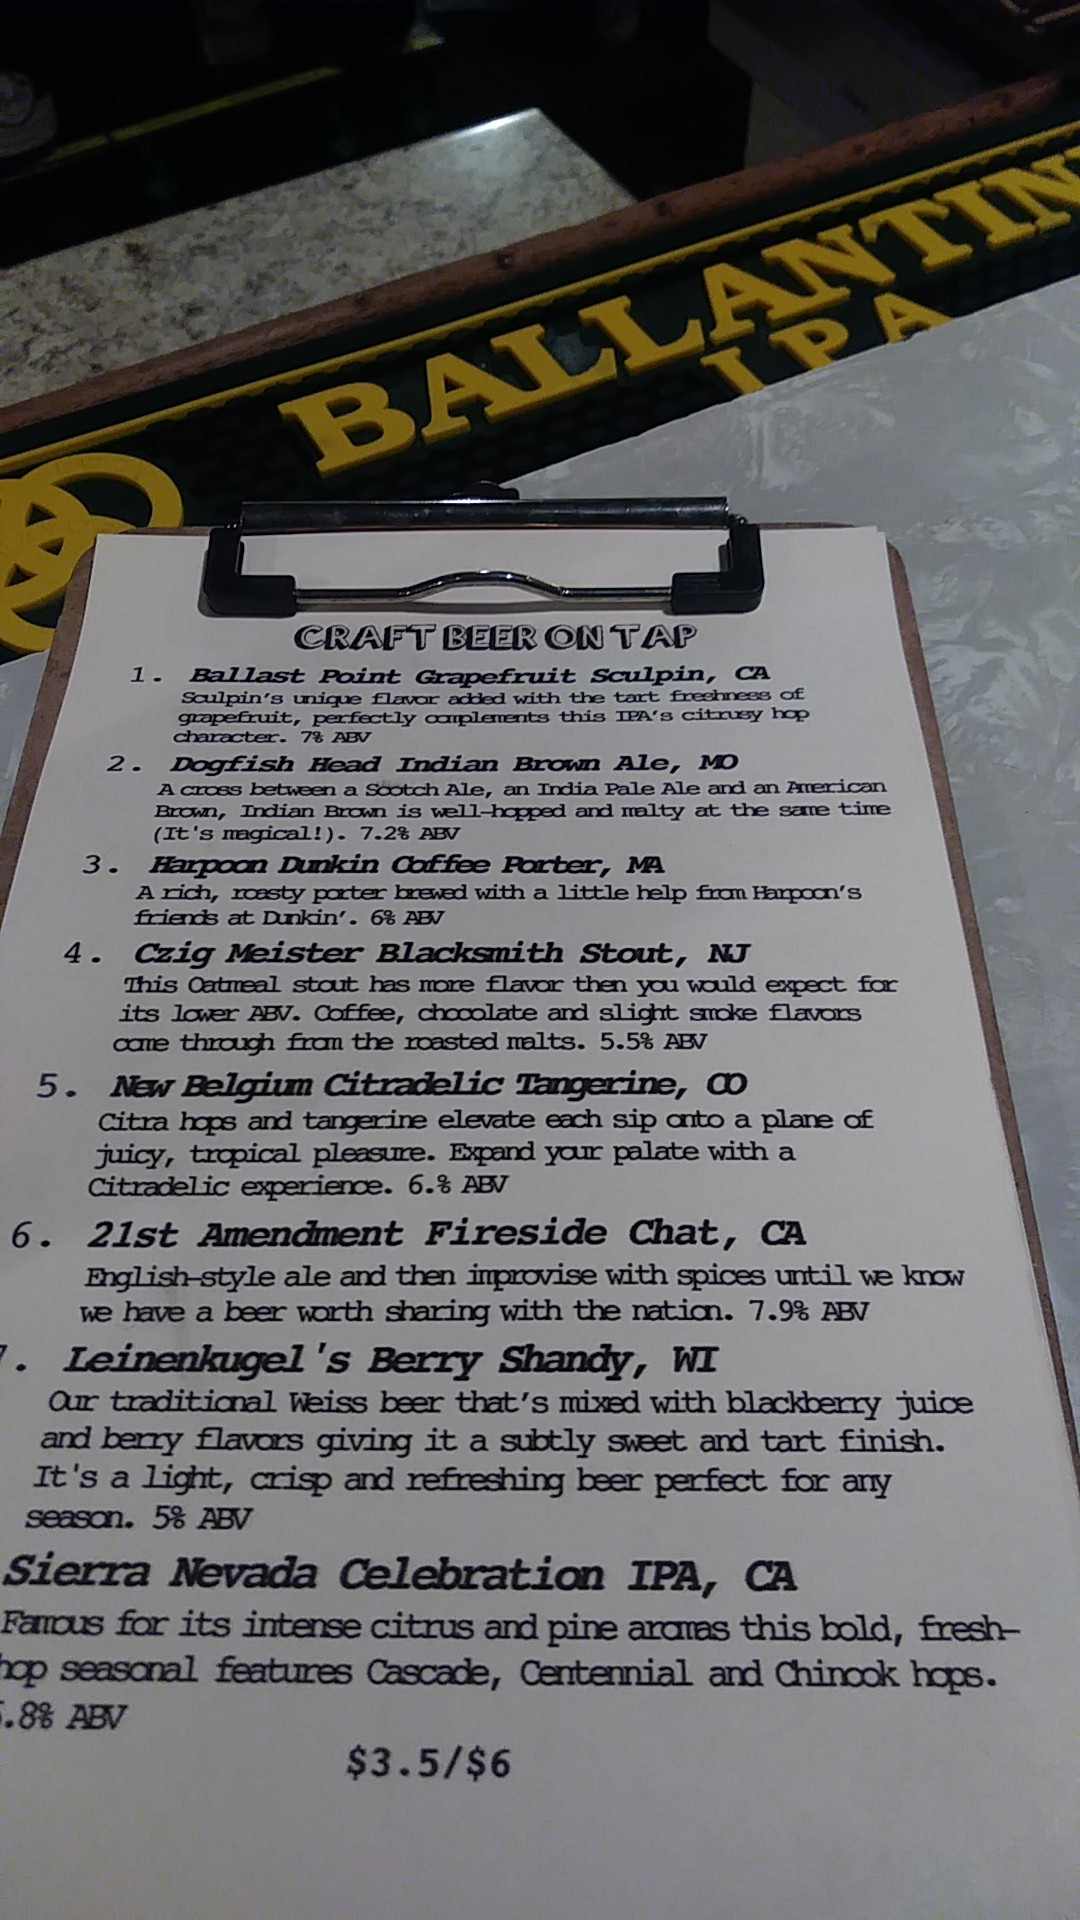 BALLANTIN
IPA
CRAFT BEER ON TAP
1. Ballast Point Grapefruit Sculpin, CA
Sculpin's unique flavor added with the tart freshness of
grapefruit, perfectly complements this IPA's citrusy hop
character. 7% ABV
2. Dogfish Head Indian Brown Ale, MO
A cross between a Scotch Ale, an India Pale Ale and an American
Brown, Indian Brown is well-hopped and malty at the same time
(It's magical!). 7.2% ABV
3. Harpoon Dunkin Coffee Porter, MA
A rich, roasty porter brewed with a little help from Harpoon's
friends at Dunkin'. 6% ABV
4. Czig Meister Blacksmith Stout, NJ
This Oatmeal stout has more flavor then you would expect for
its lower ABV. Coffee, chocolate and slight smoke flavors
come through from the roasted malts. 5.5% ABV
5. New Belgium Citradelic Tangerine, CO
Citra hops and tangerine elevate each sip onto a plane of
juicy, tropical pleasure. Expand your palate with a
Citradelic experience. 6.% ABV
6. 21st Amendment Fireside Chat, CA
English-style ale and then improvise with spices until we know
we have a beer worth sharing with the nation. 7.9% ABV
7. Leinenkugel's Berry Shandy, WI
Our traditional Weiss beer that's mixed with blackberry juice
and berry flavors giving it a subtly sweet and tart finish.
It's a light, crisp and refreshing beer perfect for any
season. 5% ABV
Sierra Nevada Celebration IPA, CA
Famous for its intense citrus and pine aromas this bold, fresh-
hop seasonal features Cascade, Centennial and Chinook hops.
.8% ABV
$3.5/$6